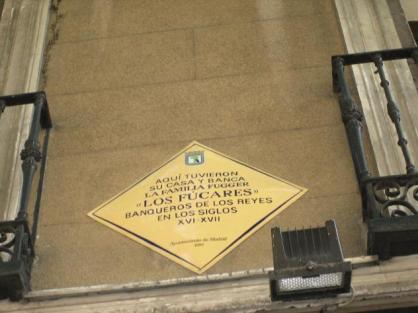 AQUÍ TUVIERON
SU CASA Y BANCA
LA FAMILIA FUGGER
«LOS FÚCARES»
BANQUEROS DE LOS REYES
EN LOS SIGLOS
XVI-XVII
Ayuntamiento de Madrid